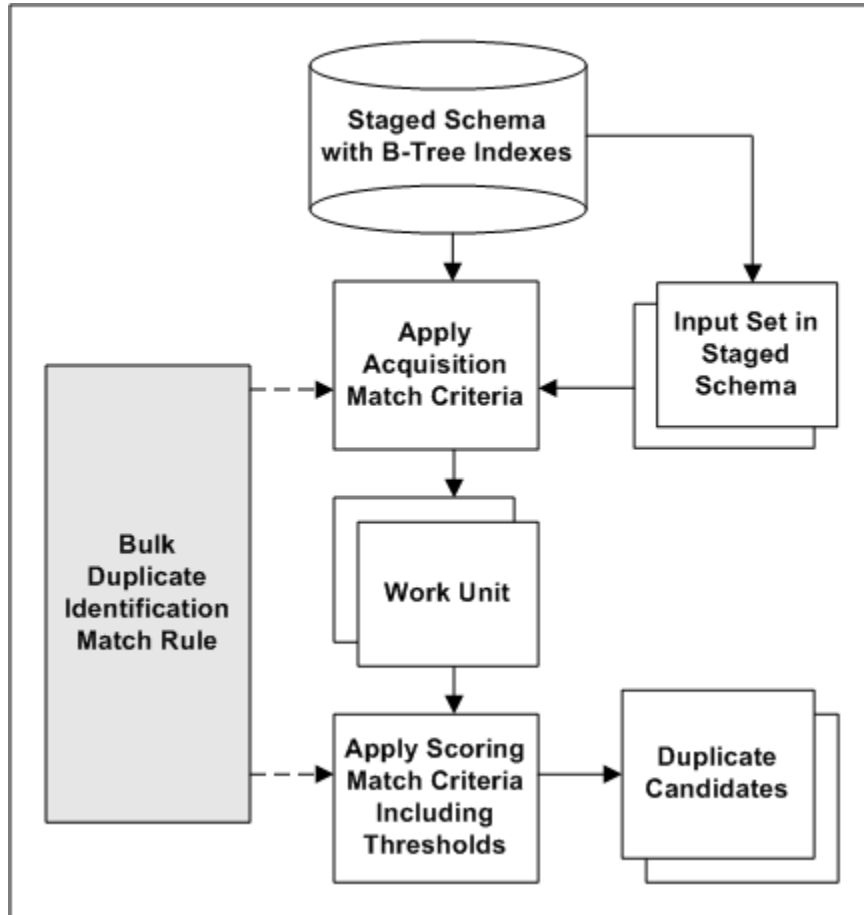 Staged Schema
with B-Tree Indexes
Apply
Acquisition
Match Criteria
Input Set in
Staged
Schema
Bulk
Duplicate
Identification
Match Rule
Work Unit
Apply Scoring
Match Criteria
Including
Thresholds
Duplicate
Candidates